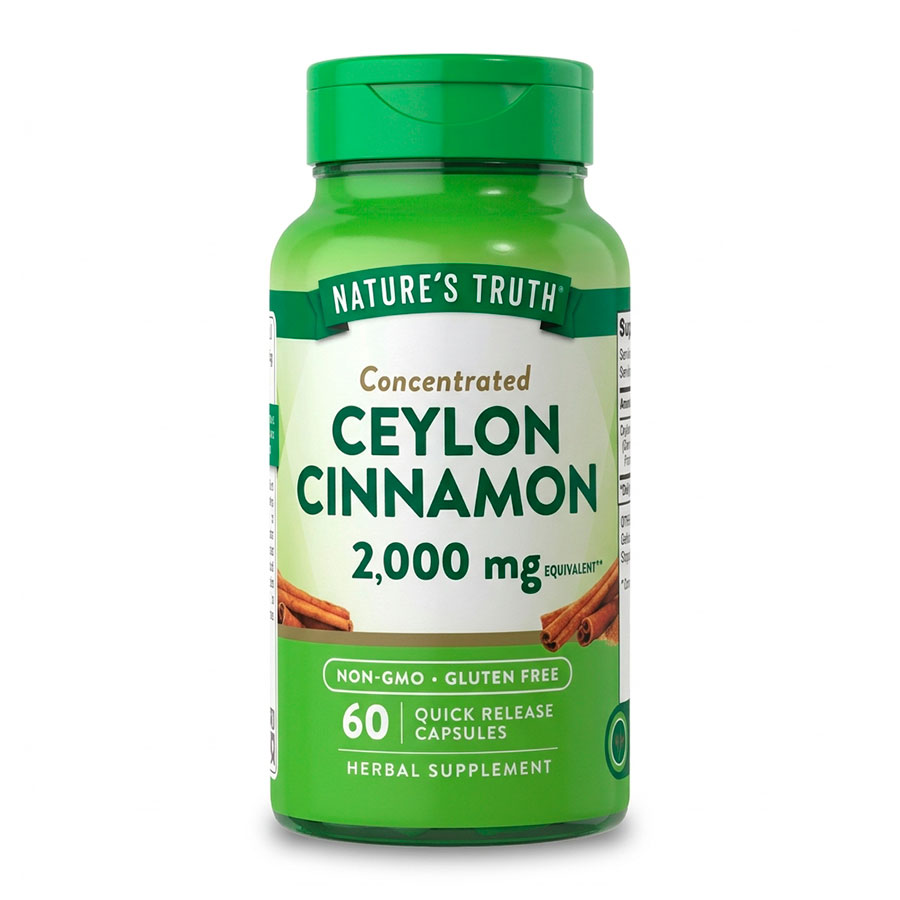 NATURE'S TRUTH®
Concentrated
CEYLON
CINNAMON
2,000 mg EQUIVALENT**
NON-GMO • GLUTEN FREE
60 QUICK RELEASE
CAPSULES
HERBAL SUPPLEMENT